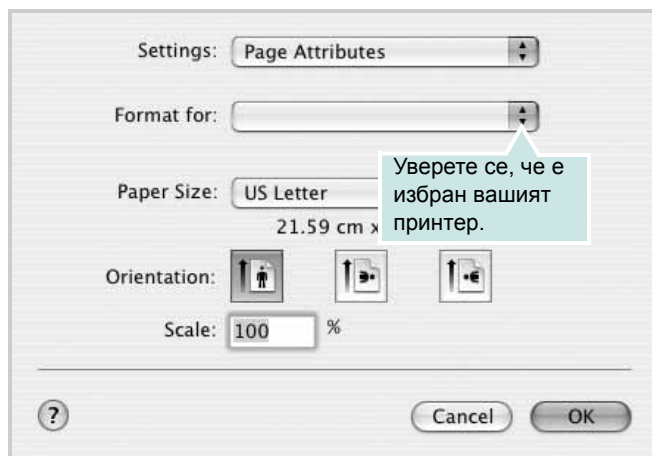 Settings: Page Attributes
Format for:
Уверете се, че е
избран вашият
принтер.
Paper Size: US Letter
21.59 cm x
Orientation:
Scale: 100 %
?
Cancel OK